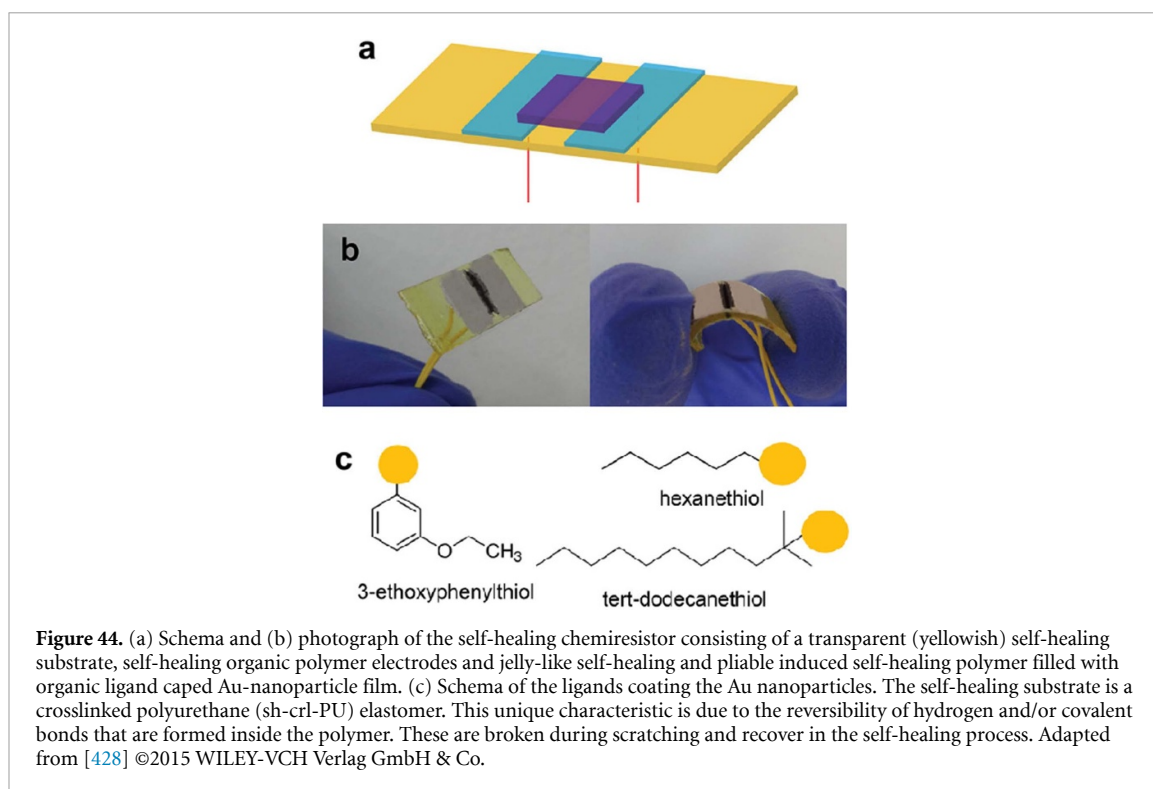 a
b
c
hexanethiol
O
CH3
3-ethoxyphenylthiol
tert-dodecanethiol
Figure 44. (a) Schema and (b) photograph of the self-healing chemiresistor consisting of a transparent (yellowish) self-healing
substrate, self-healing organic polymer electrodes and jelly-like self-healing and pliable induced self-healing polymer filled with
organic ligand caped Au-nanoparticle film. (c) Schema of the ligands coating the Au nanoparticles. The self-healing substrate is a
crosslinked polyurethane (sh-crl-PU) elastomer. This unique characteristic is due to the reversibility of hydrogen and/or covalent
bonds that are formed inside the polymer. These are broken during scratching and recover in the self-healing process. Adapted
from [428] ©2015 WILEY-VCH Verlag GmbH & Co.